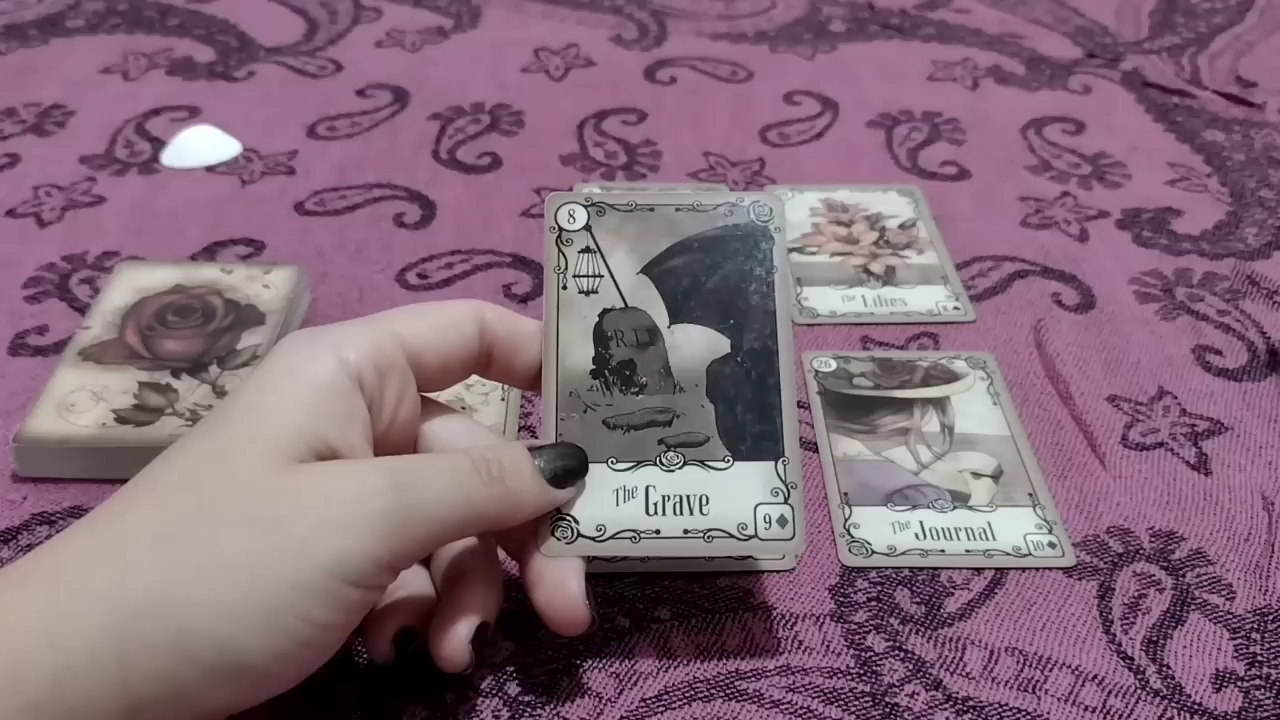 8
R.I.P
The Grave
9♦
The Lilies
26
The Journal
10♦